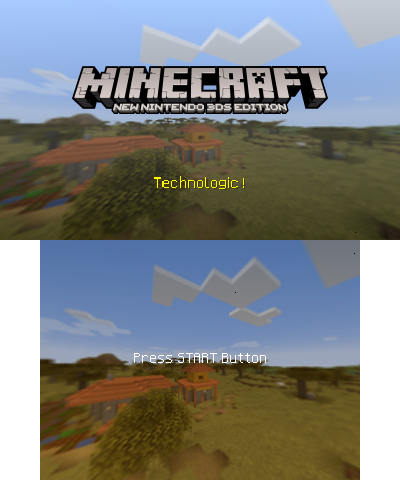 MINECRAFT
NEW NINTENDO 3DS EDITION
Technologic!
Press START Button